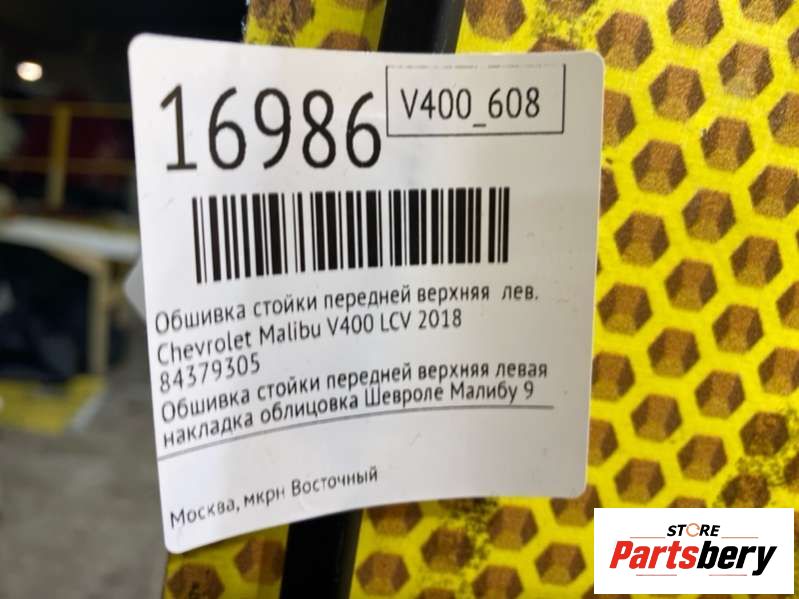 16986
V400_608
Обшивка стойки передней верхняя лев.
Chevrolet Malibu V400 LCV 2018
84379305
Обшивка стойки передней верхняя левая
накладка облицовка Шевроле Малибу 9
Москва, мкрн Восточный
STORE
Partsbery